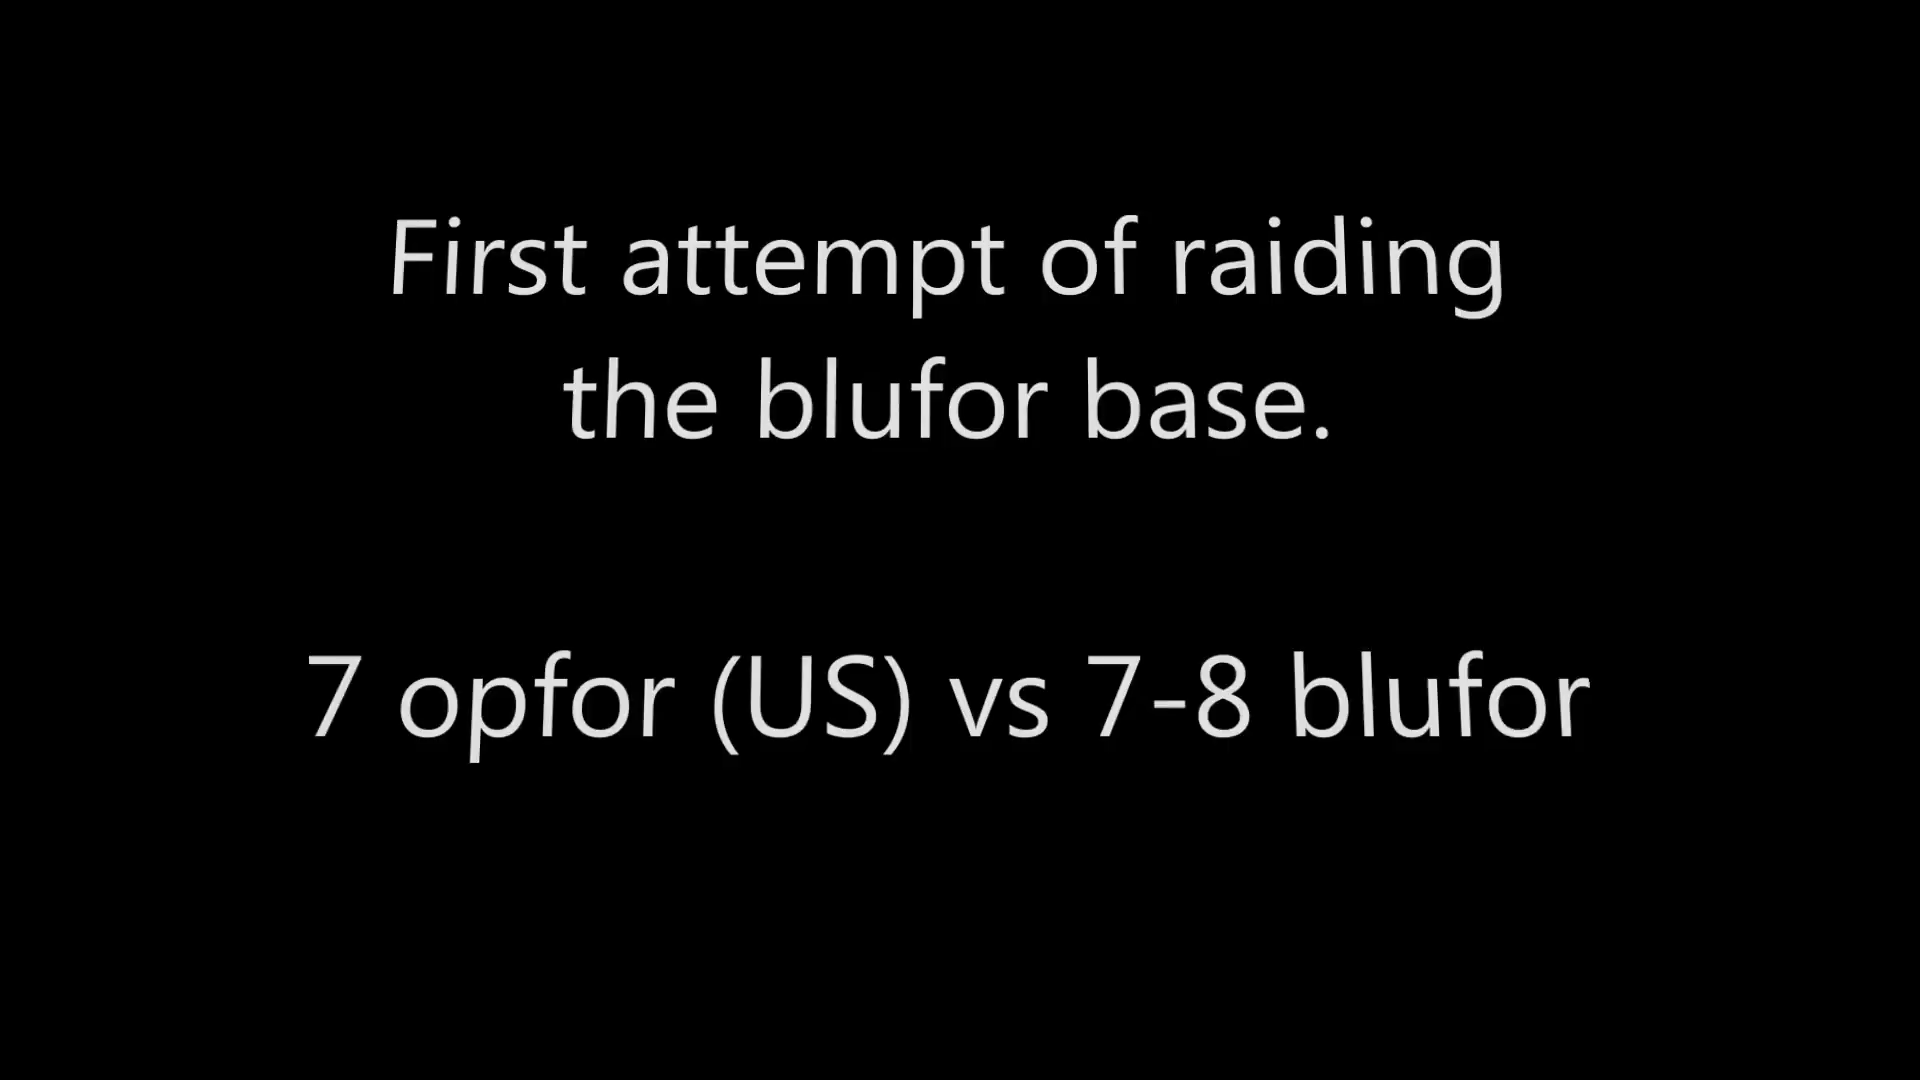 First attempt of raiding
the blufor base.
7 opfor (US) vs 7-8 blufor